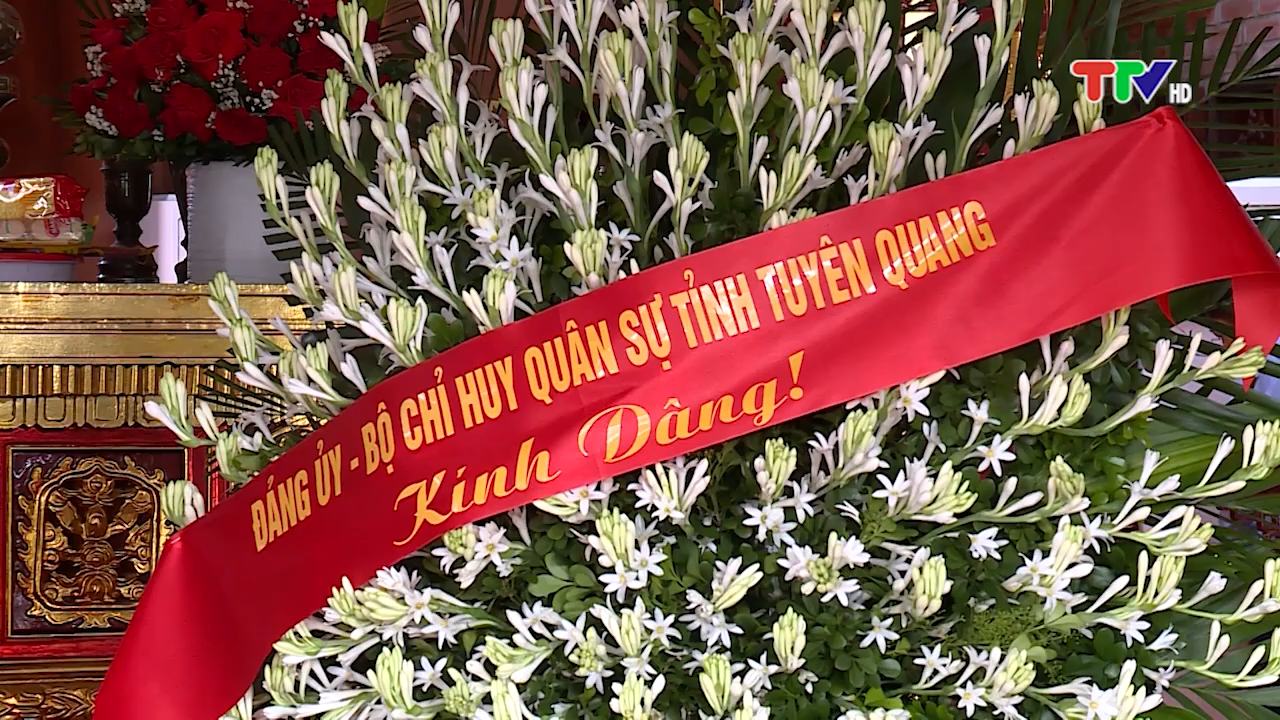 TTV HD
ĐẢNG ỦY - BỘ CHỈ HUY QUÂN SỰ TỈNH TUYÊN QUANG
Kính Dâng!